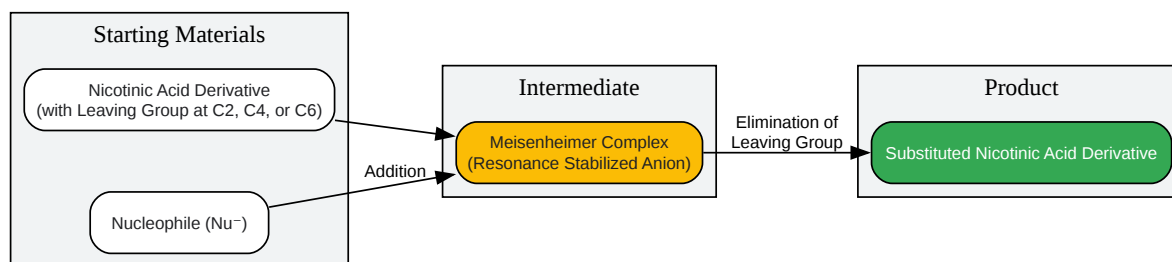 Starting Materials
Nicotinic Acid Derivative
(with Leaving Group at C2, C4, or C6)
Addition
Nucleophile (Nu⁻)
Intermediate
Meisenheimer Complex
(Resonance Stabilized Anion)
Elimination of
Leaving Group
Product
Substituted Nicotinic Acid Derivative